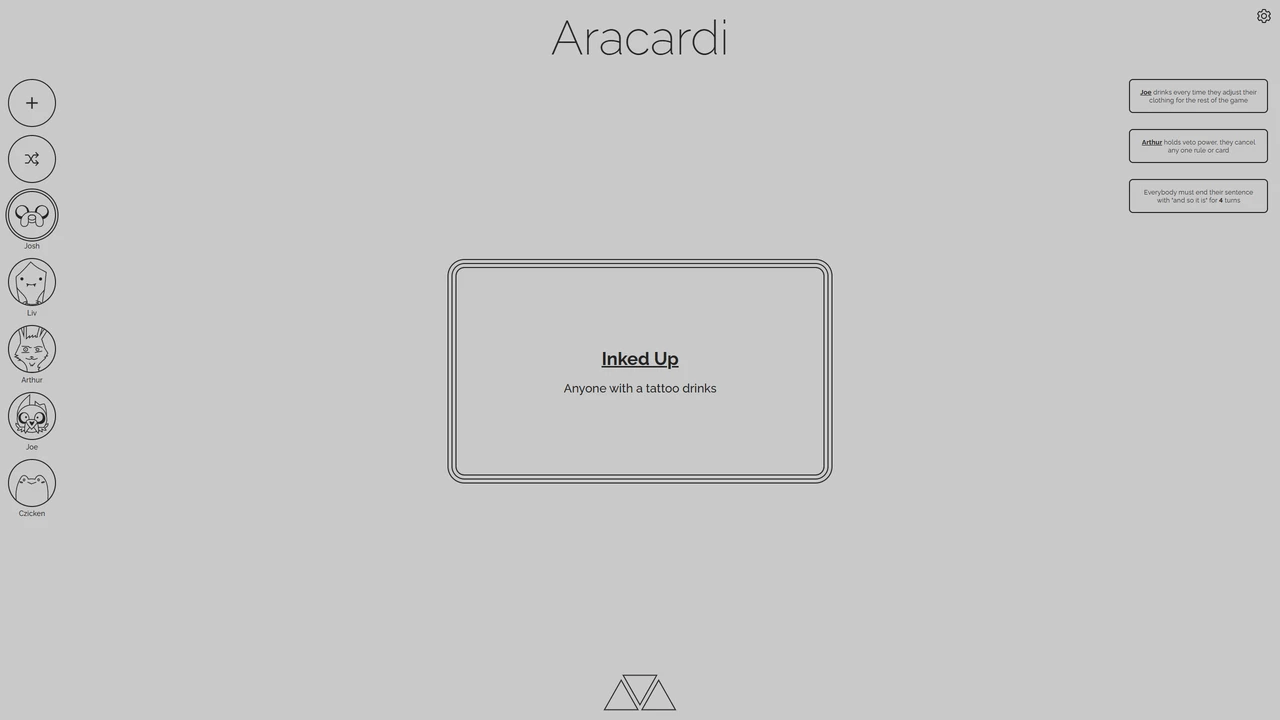 Aracardi
Josh
Liv
Arthur
Joe
Czicken
Inked Up
Anyone with a tattoo drinks
Joe drinks every time they adjust their
clothing for the rest of the game
Arthur holds veto power, they cancel
any one rule or card
Everybody must end their sentence
with "and so it is" for 4 turns